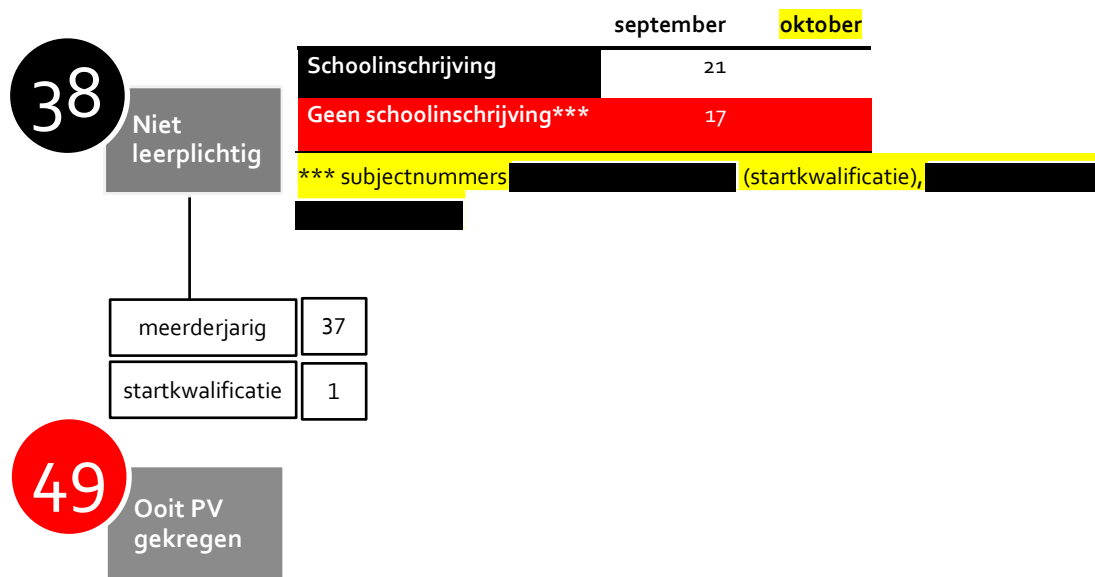 september oktober
38
Schoolinschrijving 21
Geen schoolinschrijving*** 17
Niet
leerplichtig
*** subjectnummers (startkwalificatie),
meerderjarig 37
startkwalificatie 1
49
Ooit PV
gekregen